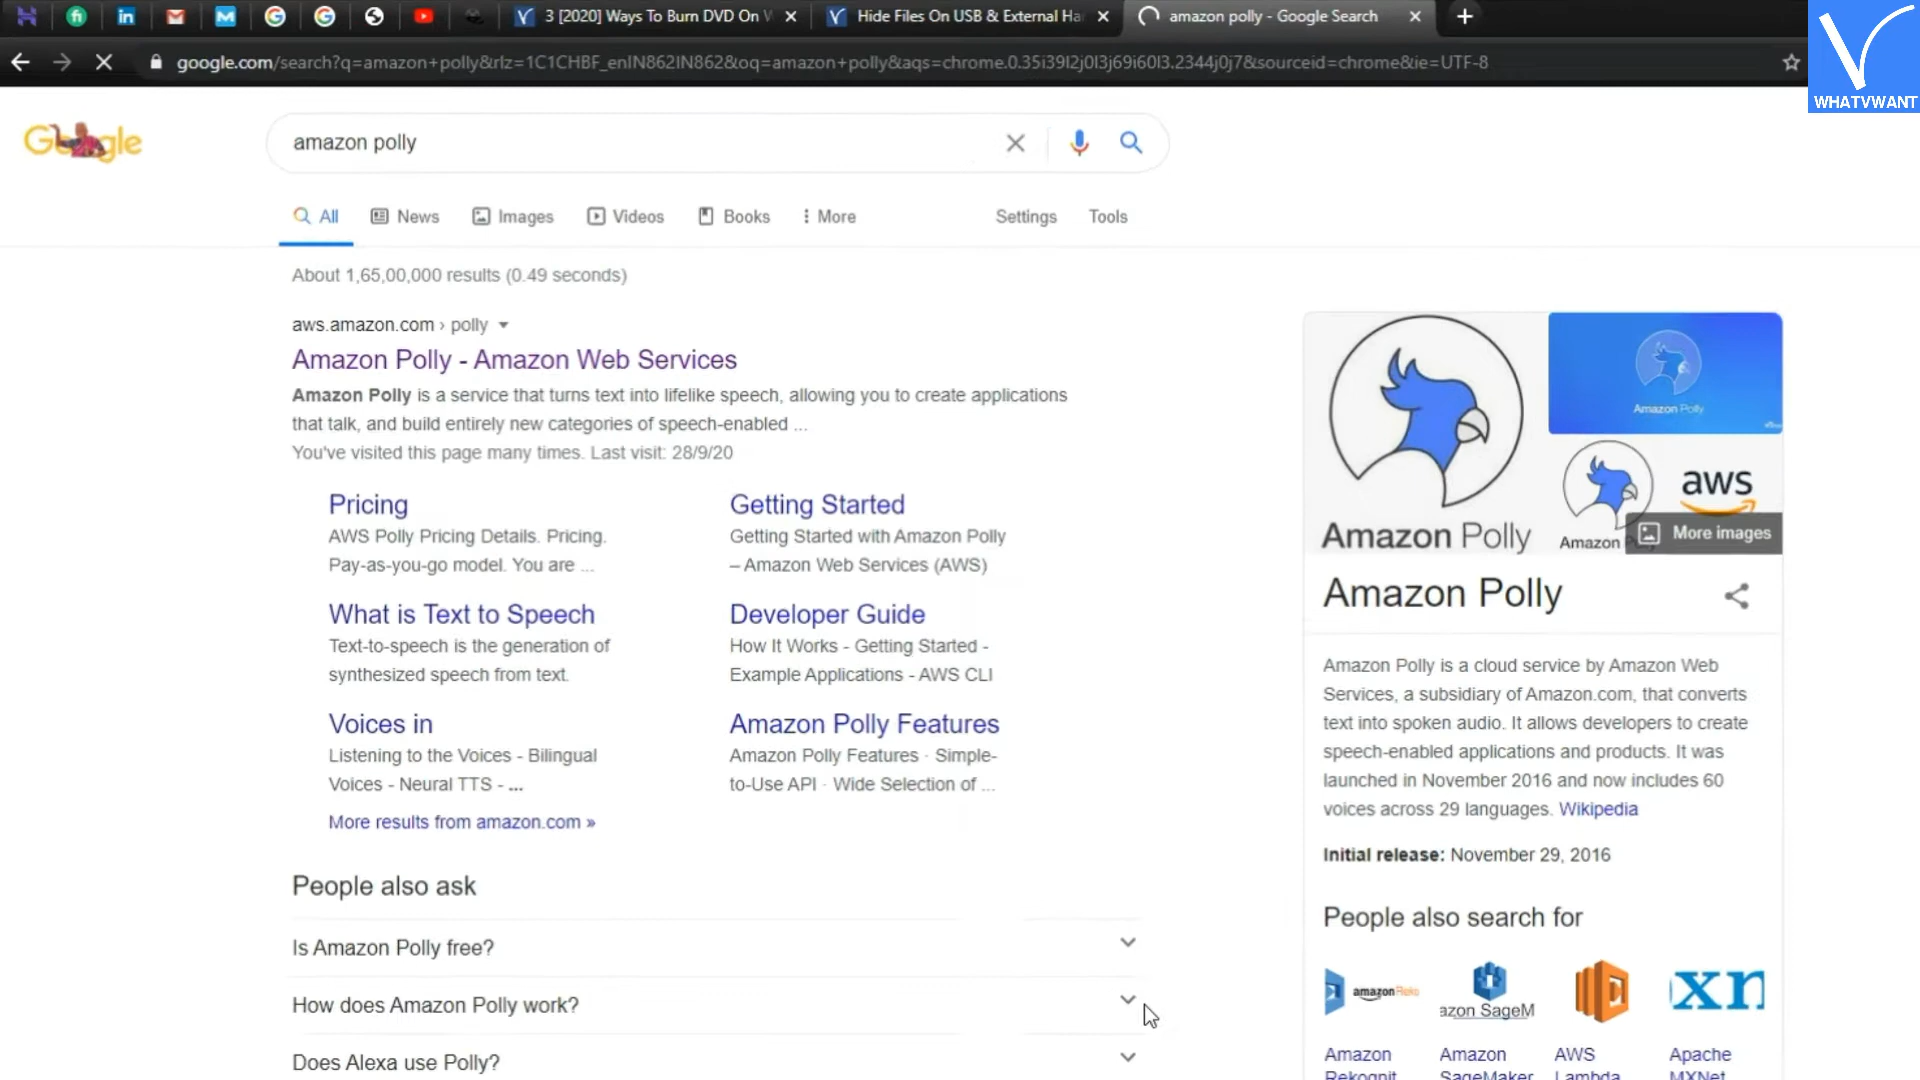 3 [2020] Ways To Burn DVD On
Hide Files On USB & External Ha
amazon polly - Google Search
google.com/search?q=amazon+polly&rlz=1C1CHBF_enIN862IN862&oq=amazon+polly&aqs=chrome.0.35i39l2j0l3j69i60l3.2344j0j7&sourceid=chrome&ie=UTF-8
WHATVWANT
Google
amazon polly
All
News
Images
Videos
Books
More
Settings
Tools
About 1,65,00,000 results (0.49 seconds)
aws.amazon.com › polly
Amazon Polly - Amazon Web Services
Amazon Polly is a service that turns text into lifelike speech, allowing you to create applications
that talk, and build entirely new categories of speech-enabled ...
You've visited this page many times. Last visit: 28/9/20
Pricing
AWS Polly Pricing Details. Pricing.
Pay-as-you-go model. You are ...
Getting Started
Getting Started with Amazon Polly
– Amazon Web Services (AWS)
What is Text to Speech
Text-to-speech is the generation of
synthesized speech from text.
Developer Guide
How It Works - Getting Started -
Example Applications - AWS CLI
Voices in
Listening to the Voices - Bilingual
Voices - Neural TTS - ...
Amazon Polly Features
Amazon Polly Features · Simple-
to-Use API · Wide Selection of ...
More results from amazon.com »
People also ask
Is Amazon Polly free?
How does Amazon Polly work?
Does Alexa use Polly?
Amazon Polly
Amazon Polly
Amazon
aws
More images
Amazon Polly
Amazon Polly is a cloud service by Amazon Web
Services, a subsidiary of Amazon.com, that converts
text into spoken audio. It allows developers to create
speech-enabled applications and products. It was
launched in November 2016 and now includes 60
voices across 29 languages. Wikipedia
Initial release: November 29, 2016
People also search for
amazon Reko
azon SageM
xn
Amazon
Rekognit
Amazon
SageMaker
AWS
Lambda
Apache
MXNet